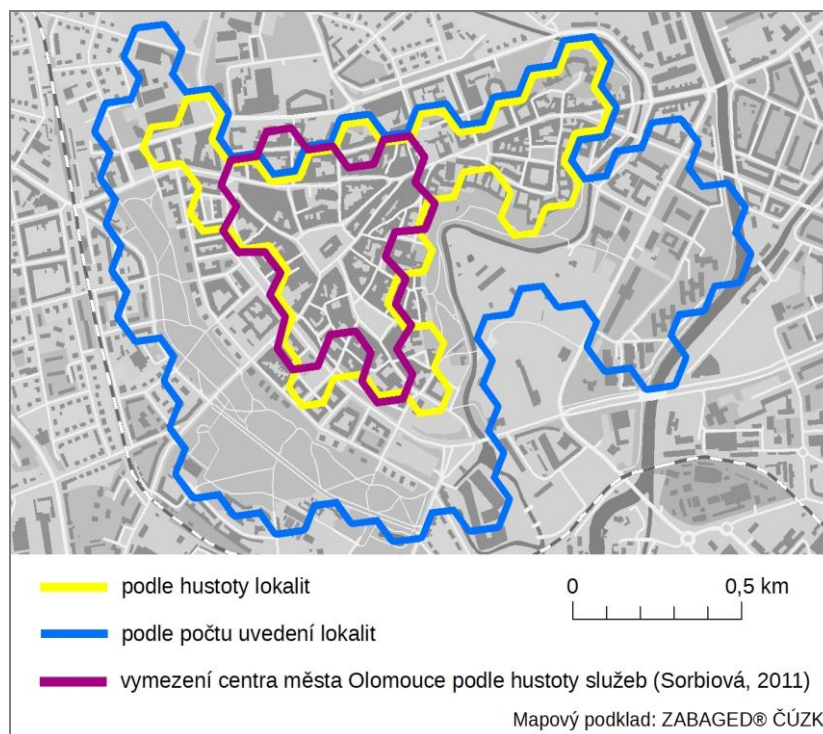 podle hustoty lokalit
0 0,5 km
podle počtu uvedení lokalit
vymezení centra města Olomouce podle hustoty služeb (Sorbiová, 2011)
Mapový podklad: ZABAGED® ČÚZK